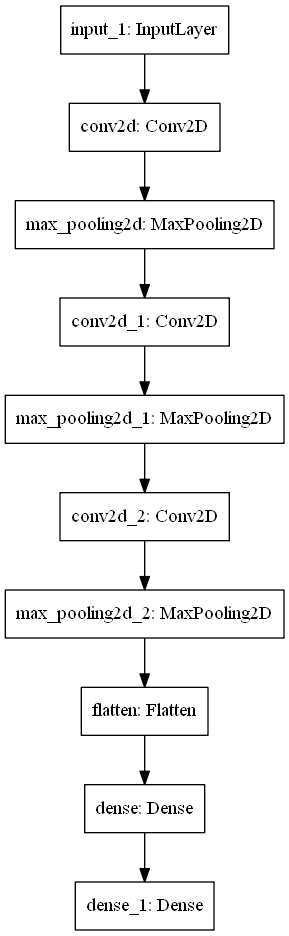 input_1: InputLayer
conv2d: Conv2D
max_pooling2d: MaxPooling2D
conv2d_1: Conv2D
max_pooling2d_1: MaxPooling2D
conv2d_2: Conv2D
max_pooling2d_2: MaxPooling2D
flatten: Flatten
dense: Dense
dense_1: Dense